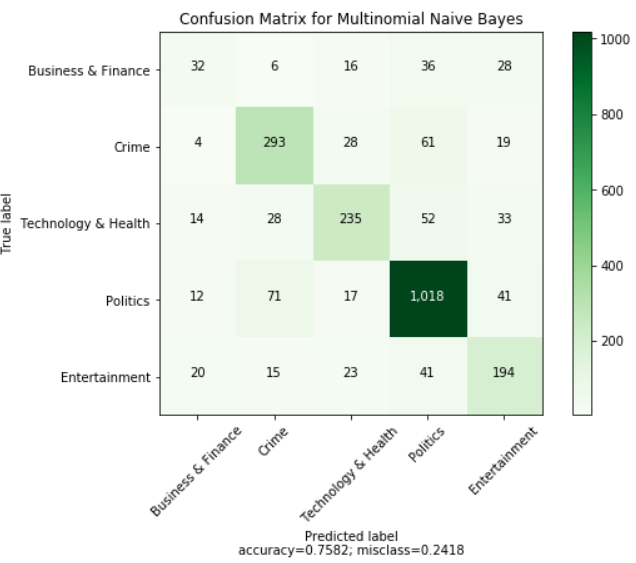 Confusion Matrix for Multinomial Naive Bayes
Business & Finance 32 6 16 36 28
Crime 4 293 28 61 19
Technology & Health 14 28 235 52 33
Politics 12 71 17 1,018 41
Entertainment 20 15 23 41 194
True label
Business & Finance Crime Technology & Health Politics Entertainment
Predicted label
accuracy=0.7582; misclass=0.2418
1000
800
600
400
200